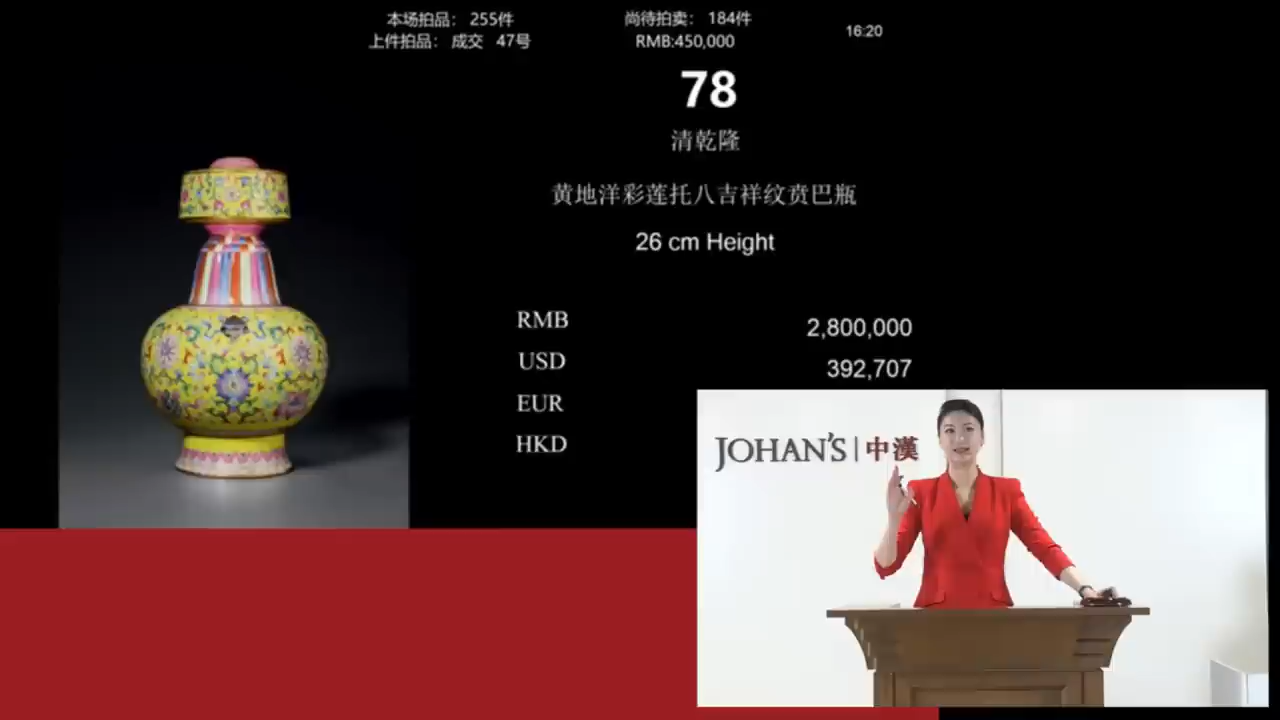 本场拍品： 255件
尚待拍卖： 184件
上件拍品： 成交 47号
RMB:450,000
16:20
78
清乾隆
黄地洋彩莲托八吉祥纹贲巴瓶
26 cm Height
RMB 2,800,000
USD 392,707
EUR
HKD
JOHAN'S | 中漢